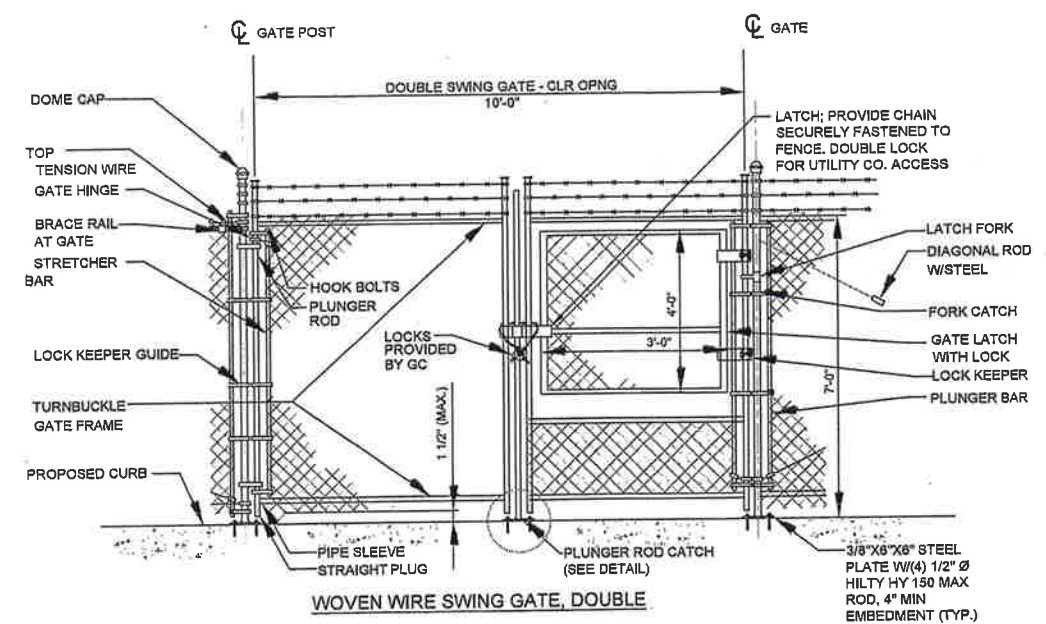 ℄ GATE POST
℄ GATE
DOUBLE SWING GATE - CLR OPNG
10'-0"
DOME CAP
TOP
TENSION WIRE
GATE HINGE
BRACE RAIL
AT GATE
STRETCHER
BAR
LOCK KEEPER GUIDE
TURNBUCKLE
GATE FRAME
PROPOSED CURB
HOOK BOLTS
PLUNGER
ROD
LOCKS
PROVIDED
BY GC
1 1/2" (MAX.)
4'-0"
3'-0"
7'-0"
LATCH; PROVIDE CHAIN
SECURELY FASTENED TO
FENCE. DOUBLE LOCK
FOR UTILITY CO. ACCESS
LATCH FORK
DIAGONAL ROD
W/STEEL
FORK CATCH
GATE LATCH
WITH LOCK
LOCK KEEPER
PLUNGER BAR
PIPE SLEEVE
STRAIGHT PLUG
PLUNGER ROD CATCH
(SEE DETAIL)
3/8"X6"X6" STEEL
PLATE W/(4) 1/2" Ø
HILTY HY 150 MAX
ROD, 4" MIN
EMBEDMENT (TYP.)
WOVEN WIRE SWING GATE, DOUBLE